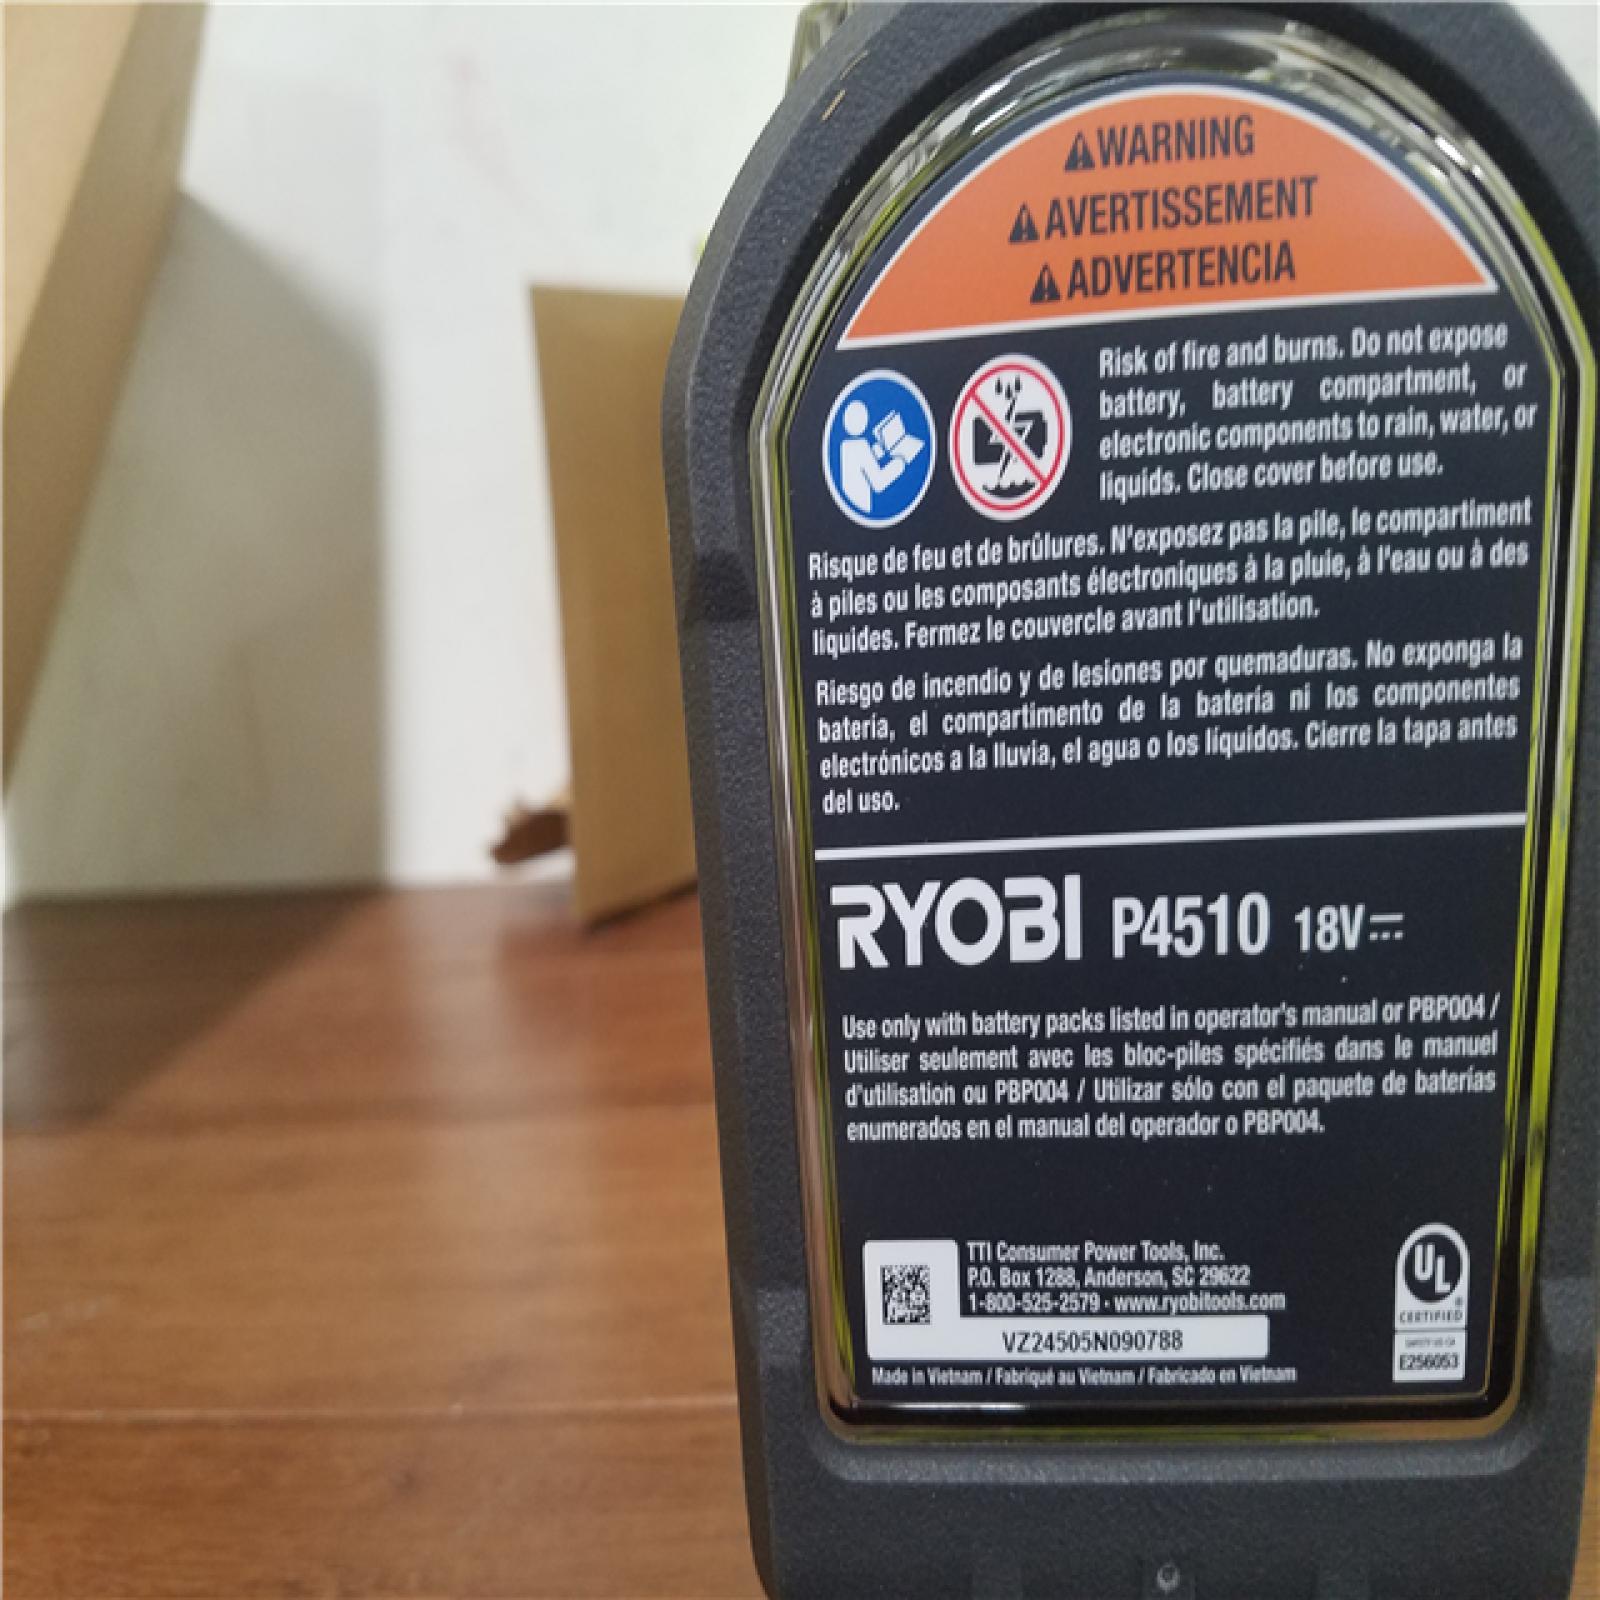 WARNING
AVERTISSEMENT
ADVERTENCIA
Risk of fire and burns. Do not expose
battery, battery compartment, or
electronic components to rain, water, or
liquids. Close cover before use.
Risque de feu et de brûlures. N'exposez pas la pile, le compartiment
à piles ou les composants électroniques à la pluie, à l'eau ou à des
liquides. Fermez le couvercle avant l'utilisation.
Riesgo de incendio y de lesiones por quemaduras. No exponga la
batería, el compartimento de la batería ni los componentes
electrónicos a la lluvia, el agua o los líquidos. Cierre la tapa antes
del uso.
RYOBI P4510 18V
Use only with battery packs listed in operator's manual or PBP004 /
Utiliser seulement avec les bloc-piles spécifiés dans le manuel
d'utilisation ou PBP004 / Utilizar sólo con el paquete de baterías
enumerados en el manual del operador o PBP004.
TTI Consumer Power Tools, Inc.
P.O. Box 1288, Anderson, SC 29622
1-800-525-2579 · www.ryobitools.com
VZ24505N090788
Made in Vietnam / Fabriqué au Vietnam / Fabricado en Vietnam
UL
®
CERTIFIED
SAFETY US CA
E256053